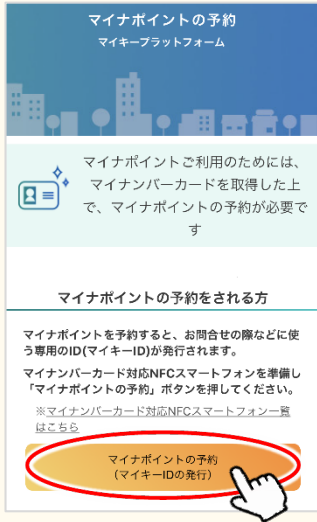 マイナポイントの予約
マイキープラットフォーム
マイナポイントご利用のためには、
マイナンバーカードを取得した上
で、マイナポイントの予約が必要で
す
マイナポイントの予約をされる方
マイナポイントを予約すると、お問合せの際などに使
う専用のID(マイキーID)が発行されます。
マイナンバーカード対応NFCスマートフォンを準備し
「マイナポイントの予約」ボタンを押してください。
※マイナンバーカード対応NFCスマートフォン一覧
はこちら
マイナポイントの予約
（マイキーIDの発行）